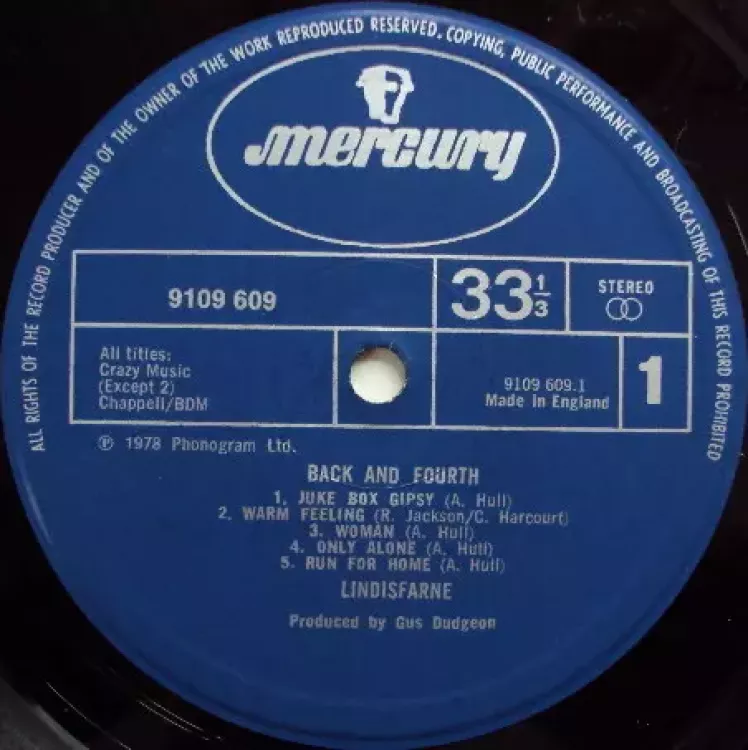 ALL RIGHTS OF THE RECORD PRODUCER AND OF THE OWNER OF THE WORK REPRODUCED RESERVED. COPYING, PUBLIC PERFORMANCE AND BROADCASTING OF THIS RECORD PROHIBITED
mercury
9109 609
33 1/3
STEREO
All titles:
Crazy Music
(Except 2)
Chappell/BDM
9109 609.1
Made in England
1
℗ 1978 Phonogram Ltd.
BACK AND FOURTH
1. JUKE BOX GIPSY (A. Hull)
2. WARM FEELING (R. Jackson/C. Harcourt)
3. WOMAN (A. Hull)
4. ONLY ALONE (A. Hull)
5. RUN FOR HOME (A. Hull)
LINDISFARNE
Produced by Gus Dudgeon